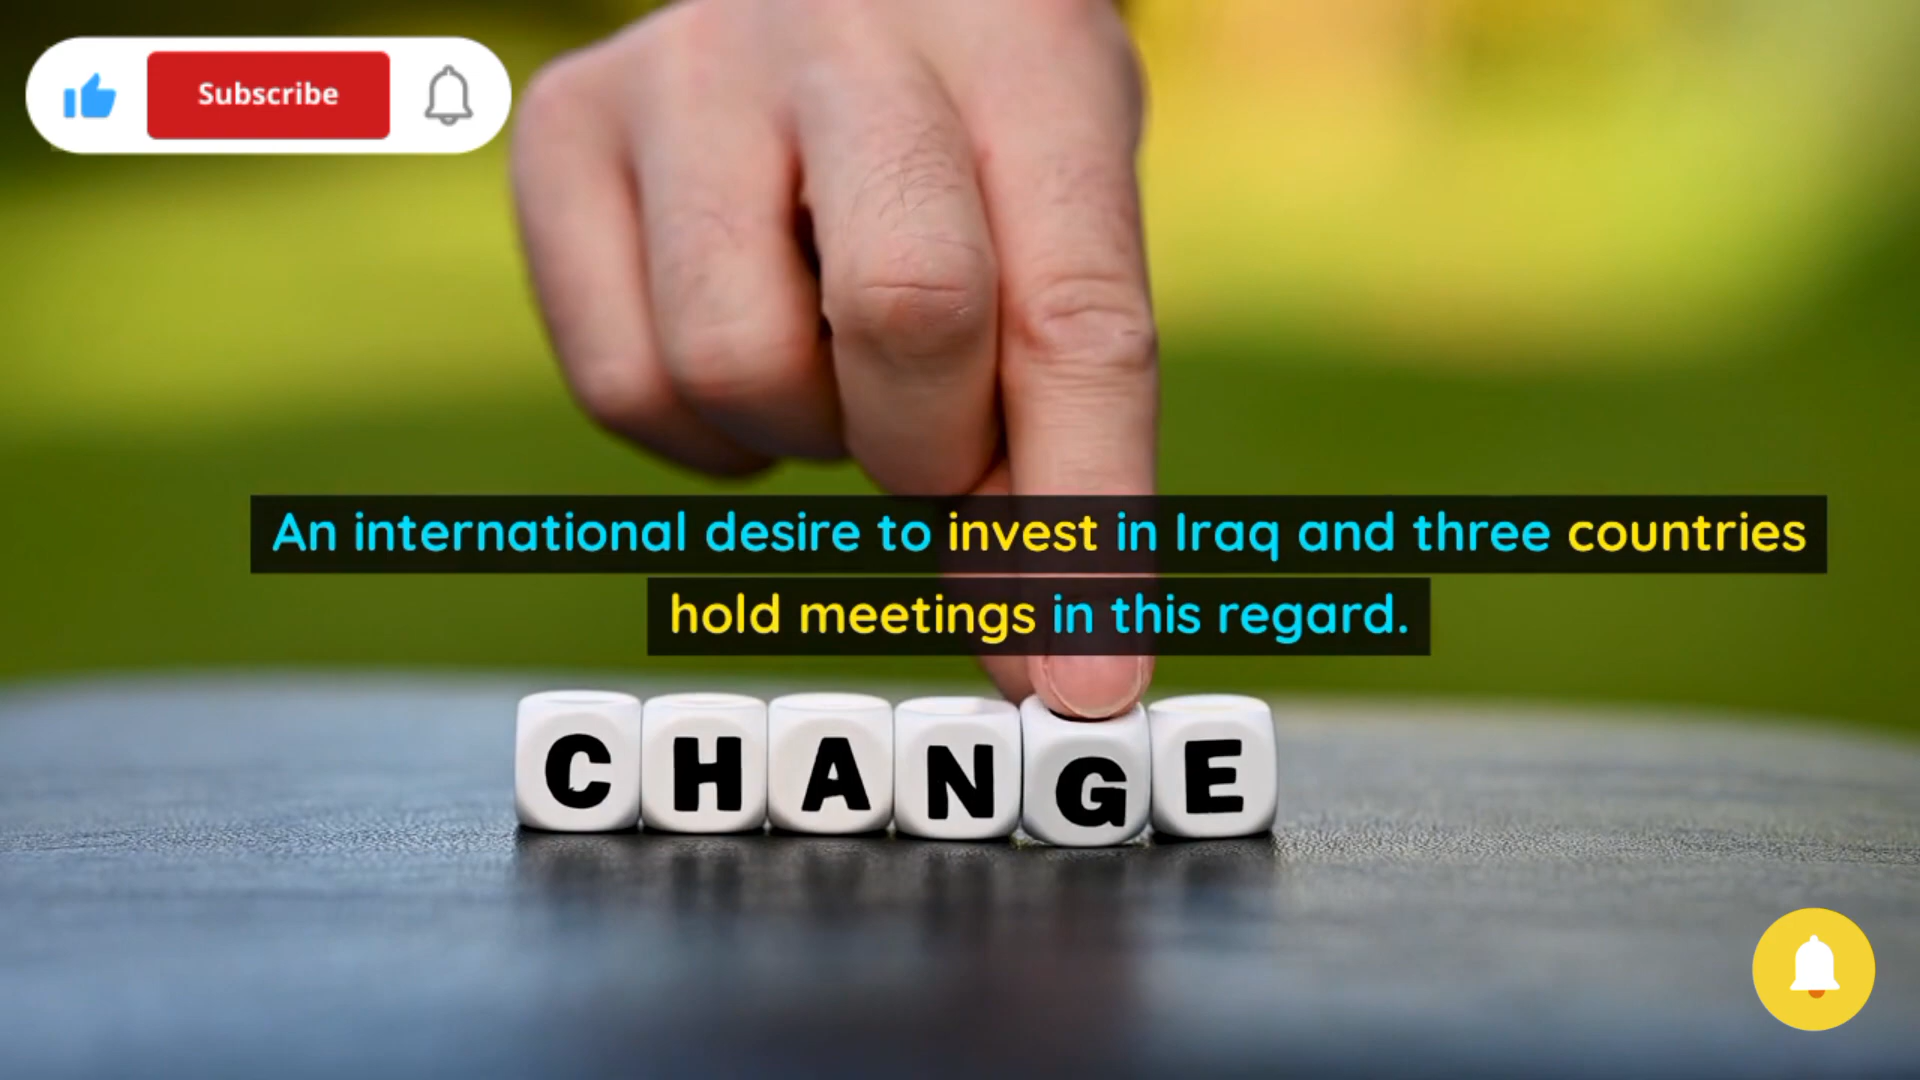 Subscribe
An international desire to invest in Iraq and three countries
hold meetings in this regard.
CHANGE